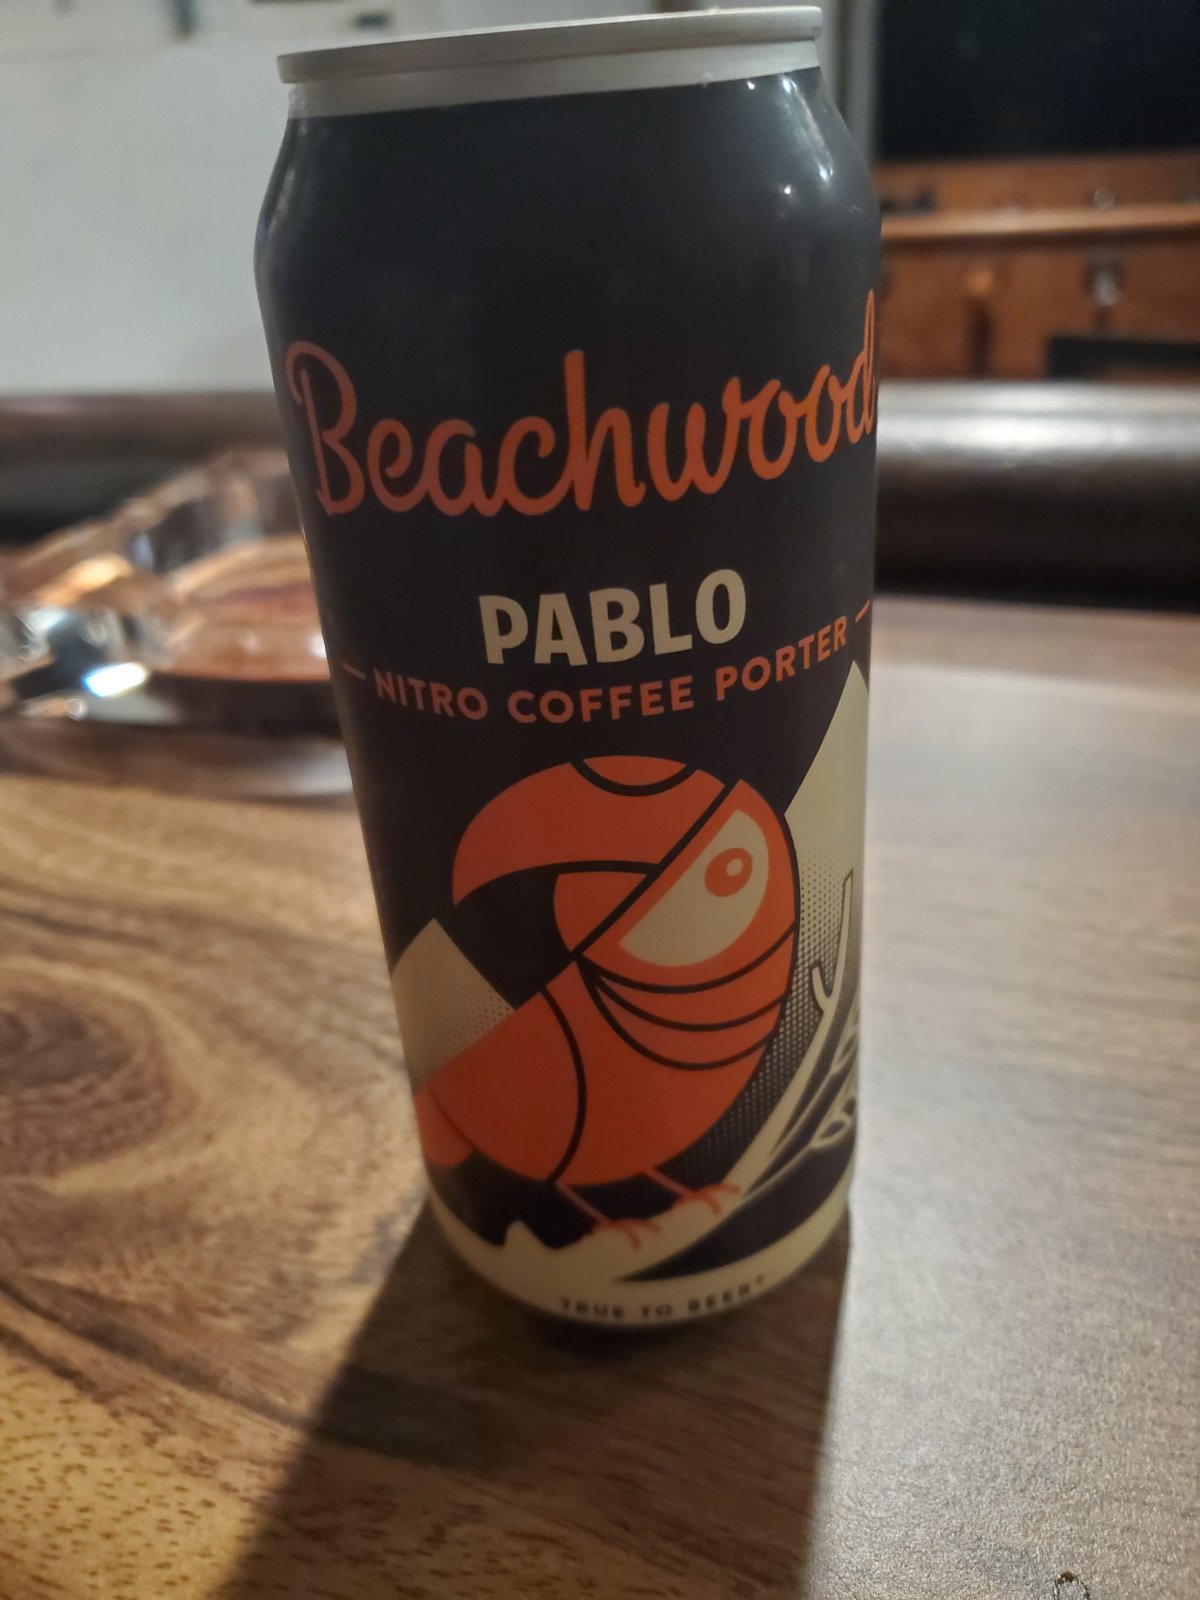 Beachwood
PABLO
— NITRO COFFEE PORTER —
TRUE TO BEER